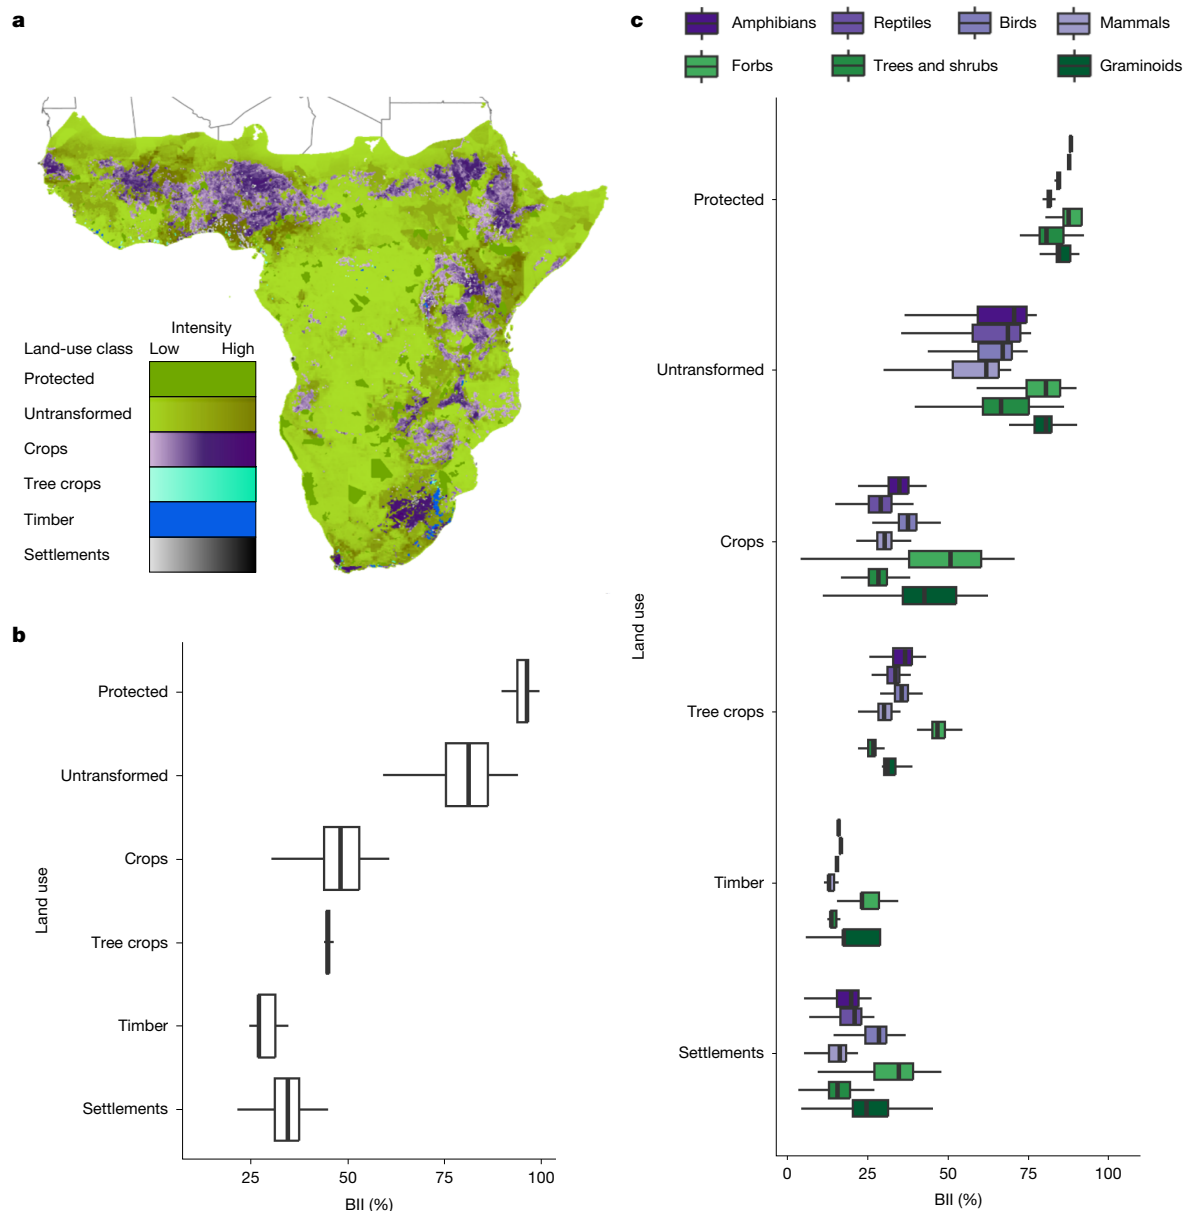 a
Intensity
Land-use class Low High
Protected
Untransformed
Crops
Tree crops
Timber
Settlements
b
Land use
Protected
Untransformed
Crops
Tree crops
Timber
Settlements
25 50 75 100
BII (%)
c
Amphibians Reptiles Birds Mammals
Forbs Trees and shrubs Graminoids
Land use
Protected
Untransformed
Crops
Tree crops
Timber
Settlements
0 25 50 75 100
BII (%)